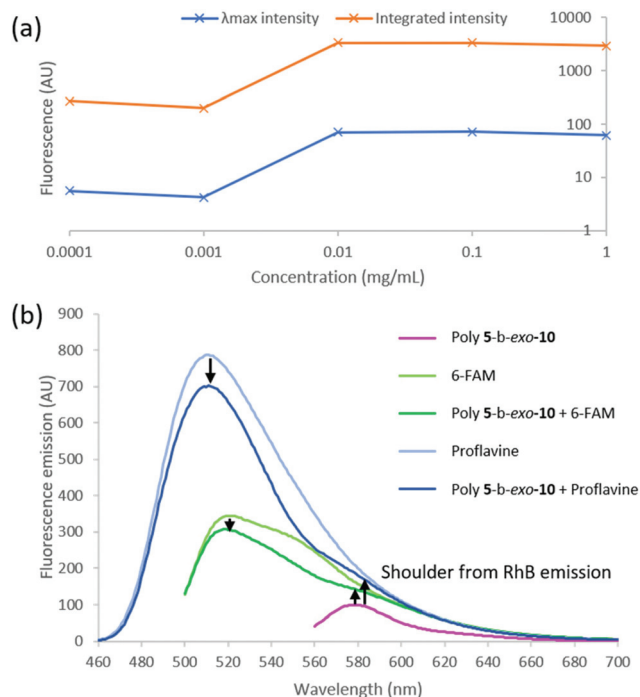 (a)
λmax intensity Integrated intensity
Fluorescence (AU)
10000
1000
100
10
1
0.0001 0.001 0.01 0.1 1
Concentration (mg/mL)
(b)
Fluorescence emission (AU)
900
800
700
600
500
400
300
200
100
0
Poly 5-b-exo-10
6-FAM
Poly 5-b-exo-10 + 6-FAM
Proflavine
Poly 5-b-exo-10 + Proflavine
Shoulder from RhB emission
460 480 500 520 540 560 580 600 620 640 660 680 700
Wavelength (nm)